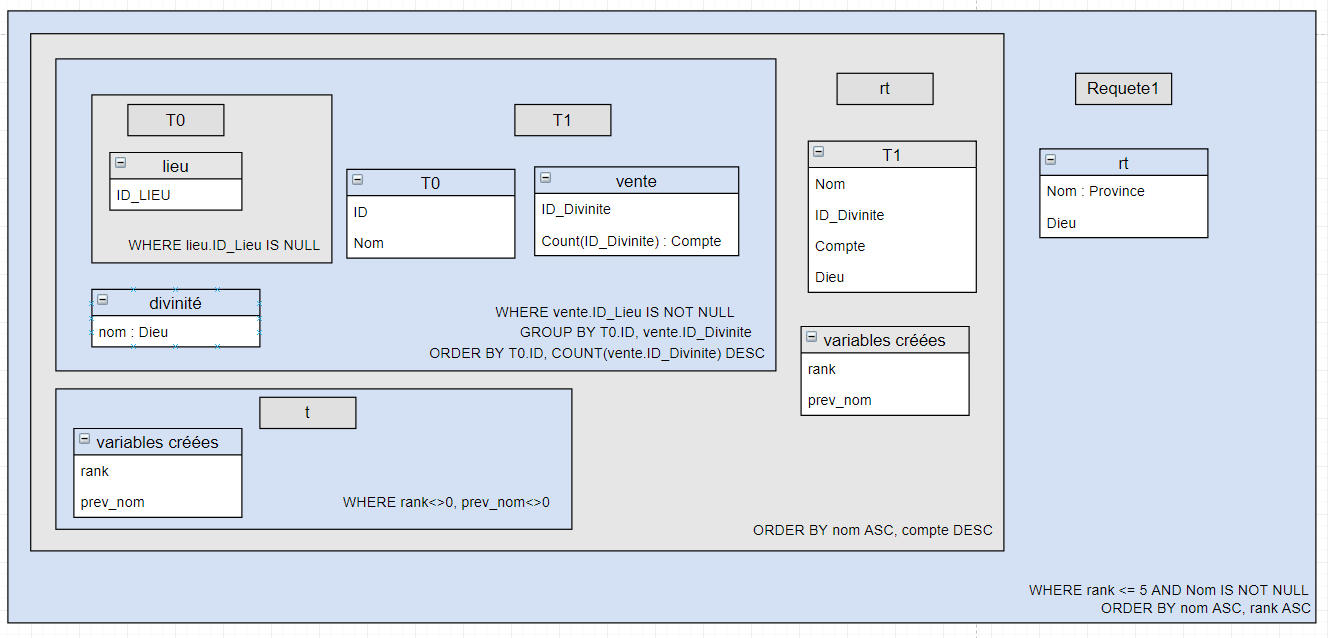 T0
lieu
ID_LIEU
WHERE lieu.ID_Lieu IS NULL
T1
T0
ID
Nom
vente
ID_Divinite
Count(ID_Divinite) : Compte
divinité
nom : Dieu
WHERE vente.ID_Lieu IS NOT NULL
GROUP BY T0.ID, vente.ID_Divinite
ORDER BY T0.ID, COUNT(vente.ID_Divinite) DESC
t
variables créées
rank
prev_nom
WHERE rank<>0, prev_nom<>0
rt
T1
Nom
ID_Divinite
Compte
Dieu
variables créées
rank
prev_nom
ORDER BY nom ASC, compte DESC
Requete1
rt
Nom : Province
Dieu
WHERE rank <= 5 AND Nom IS NOT NULL
ORDER BY nom ASC, rank ASC